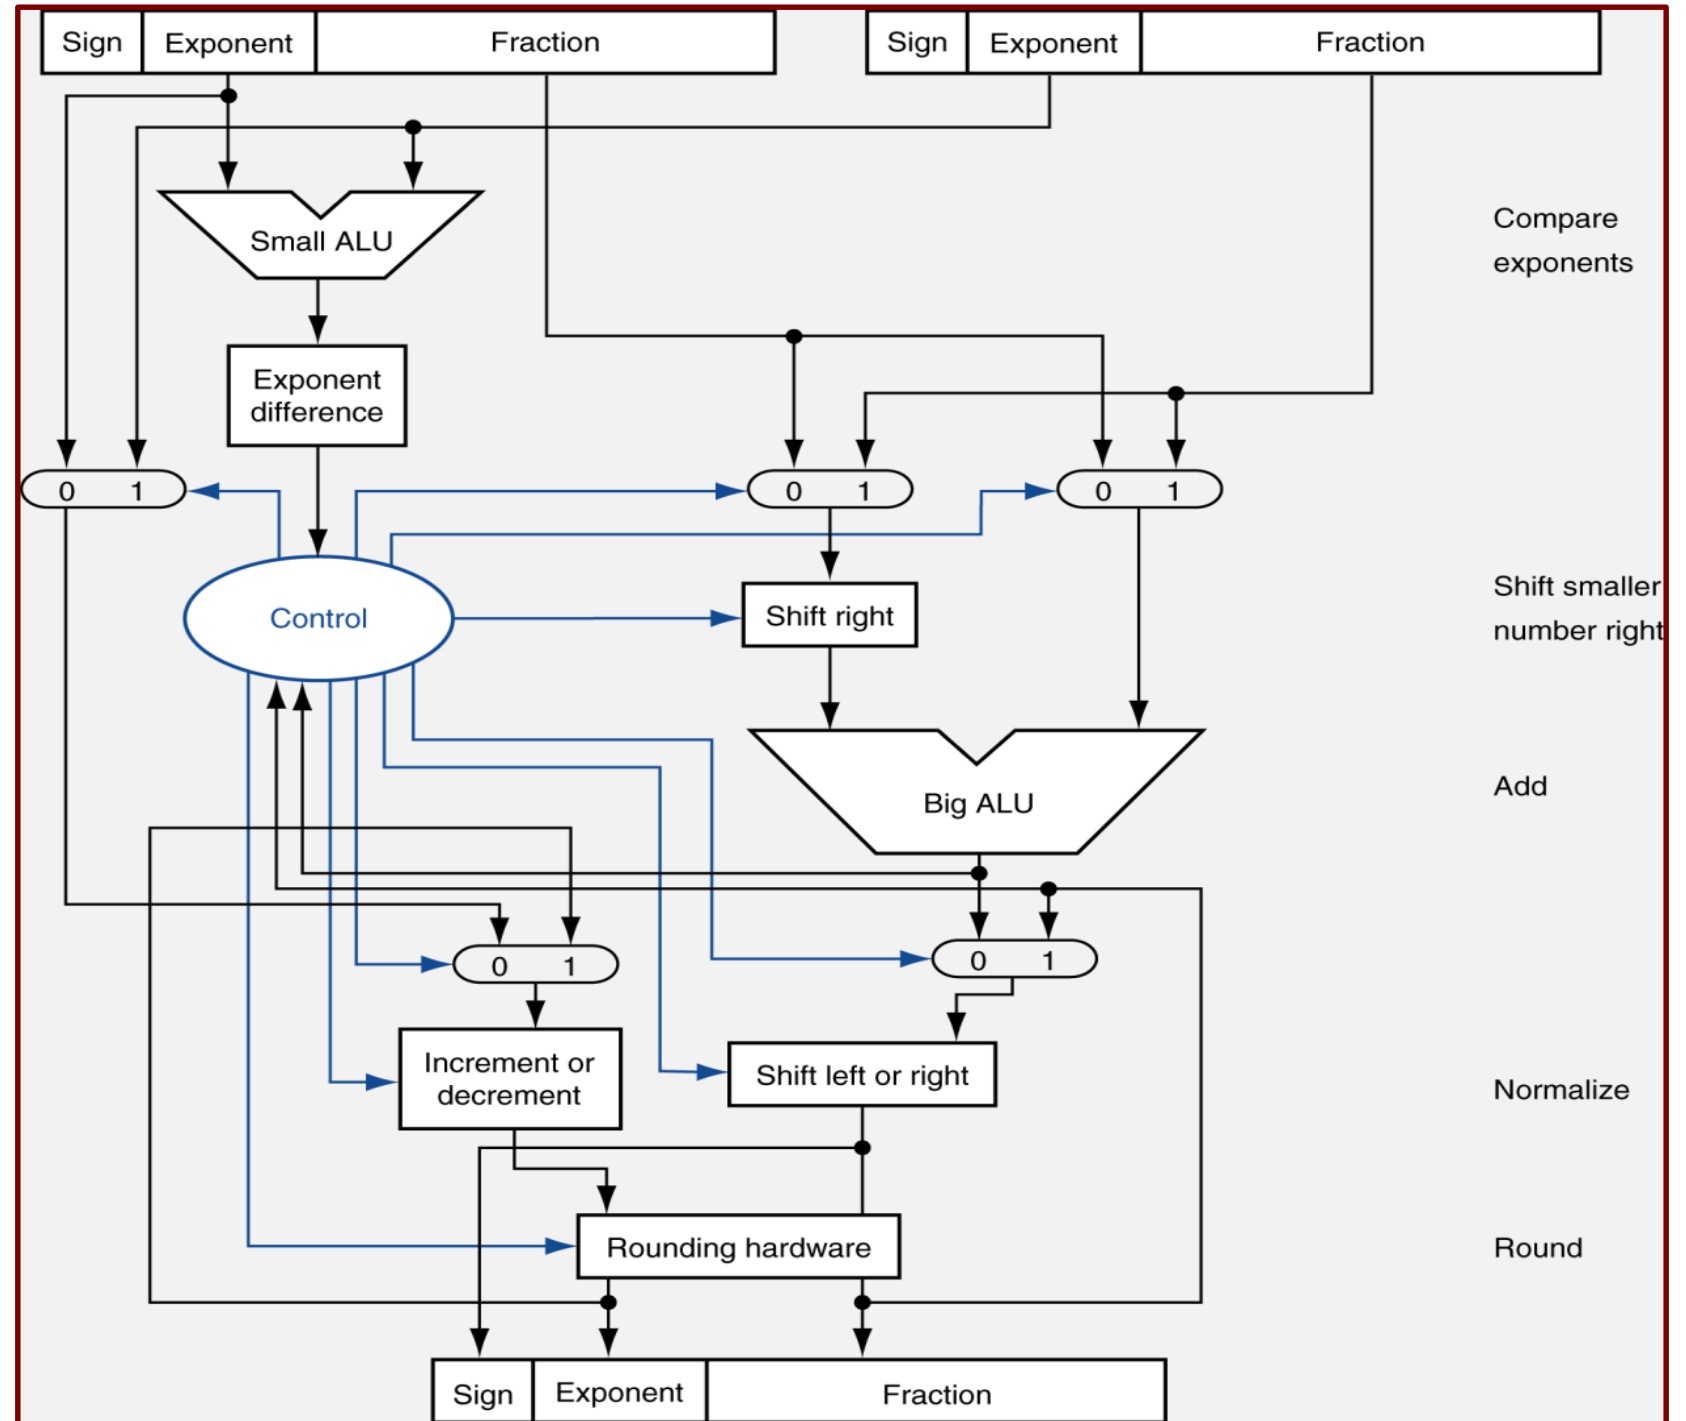 Sign Exponent Fraction Sign Exponent Fraction
Small ALU
Compare
exponents
Exponent
difference
0 1
0 1
0 1
Control
Shift right
Shift smaller
number right
Big ALU
Add
0 1
0 1
Increment or
decrement
Shift left or right
Normalize
Rounding hardware
Round
Sign Exponent Fraction